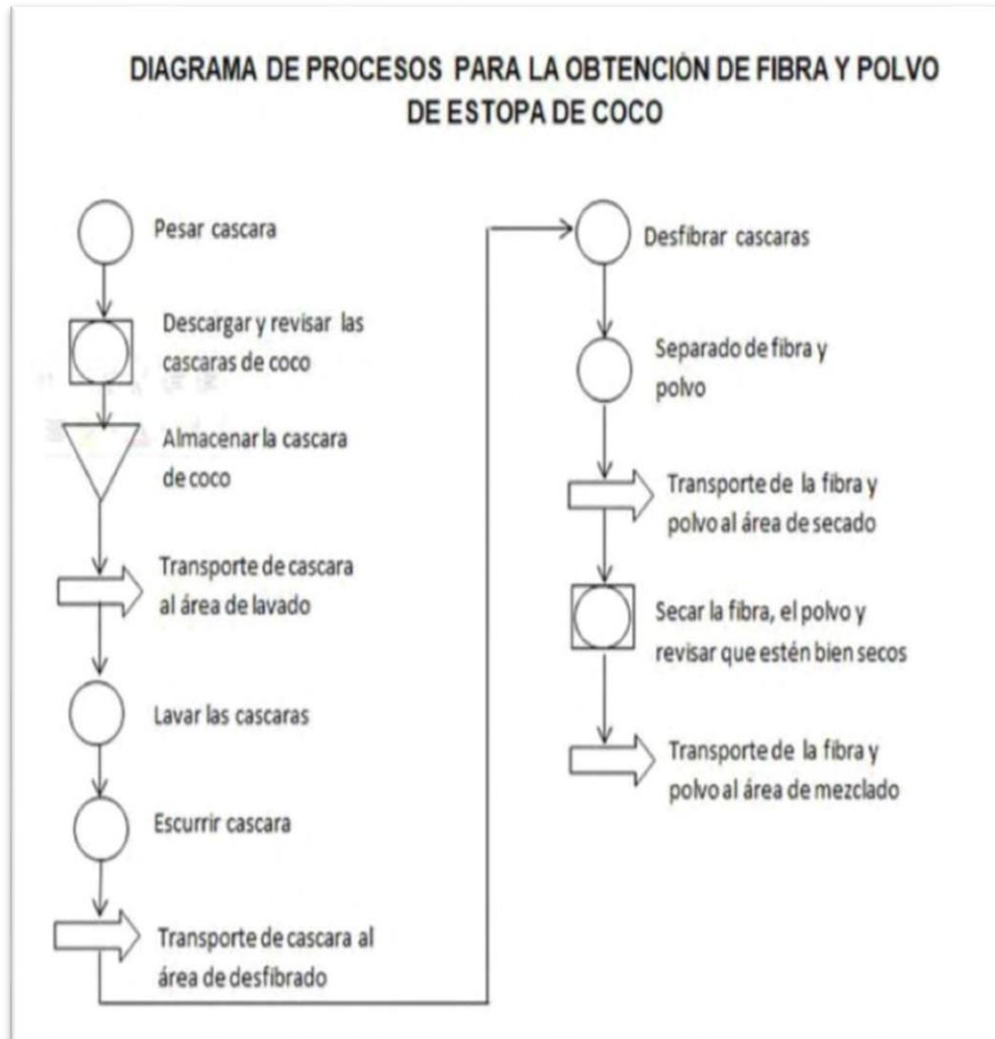 DIAGRAMA DE PROCESOS PARA LA OBTENCIÓN DE FIBRA Y POLVO
DE ESTOPA DE COCO
Pesar cascara
Descargar y revisar las
cascaras de coco
Almacenar la cascara
de coco
Transporte de cascara
al área de lavado
Lavar las cascaras
Escurrir cascara
Transporte de cascara al
área de desfibrado
Desfibrar cascaras
Separado de fibra y
polvo
Transporte de la fibra y
polvo al área de secado
Secar la fibra, el polvo y
revisar que estén bien secos
Transporte de la fibra y
polvo al área de mezclado